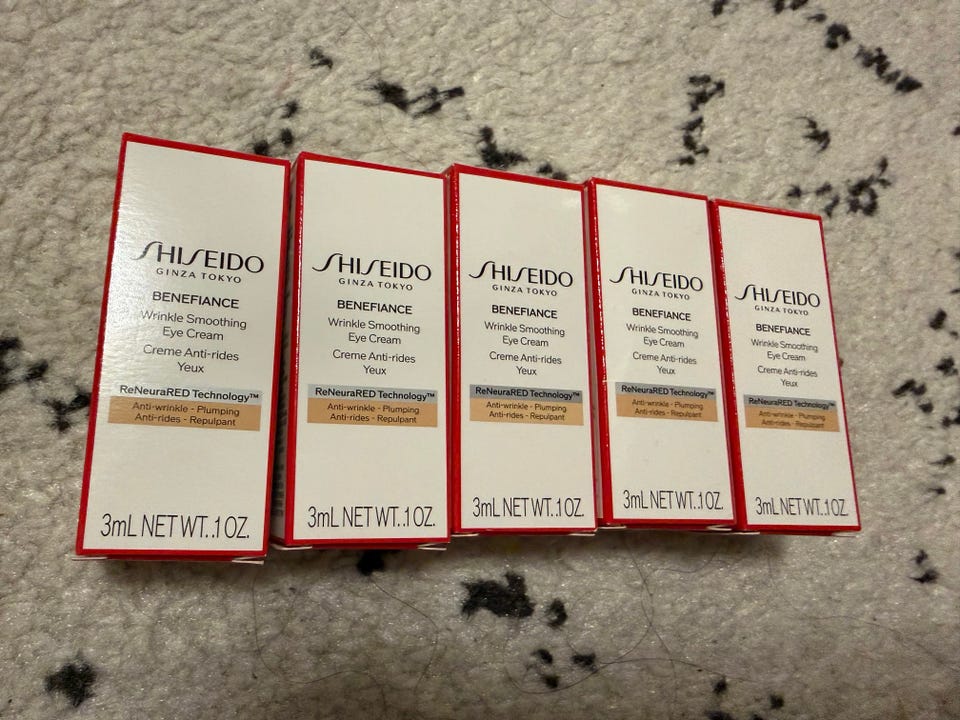 SHISEIDO
GINZA TOKYO
BENEFIANCE
Wrinkle Smoothing
Eye Cream
Creme Anti-rides
Yeux
ReNeuraRED Technology™
Anti-wrinkle - Plumping
Anti-rides - Repulpant
3mL NET WT. .1 OZ.
SHISEIDO
GINZA TOKYO
BENEFIANCE
Wrinkle Smoothing
Eye Cream
Creme Anti-rides
Yeux
ReNeuraRED Technology™
Anti-wrinkle - Plumping
Anti-rides - Repulpant
3mL NET WT. .1 OZ.
SHISEIDO
GINZA TOKYO
BENEFIANCE
Wrinkle Smoothing
Eye Cream
Creme Anti-rides
Yeux
ReNeuraRED Technology™
Anti-wrinkle - Plumping
Anti-rides - Repulpant
3mL NET WT. .1 OZ.
SHISEIDO
GINZA TOKYO
BENEFIANCE
Wrinkle Smoothing
Eye Cream
Creme Anti-rides
Yeux
ReNeuraRED Technology™
Anti-wrinkle - Plumping
Anti-rides - Repulpant
3mL NET WT. .1 OZ.
SHISEIDO
GINZA TOKYO
BENEFIANCE
Wrinkle Smoothing
Eye Cream
Creme Anti-rides
Yeux
ReNeuraRED Technology™
Anti-wrinkle - Plumping
Anti-rides - Repulpant
3mL NET WT. .1 OZ.